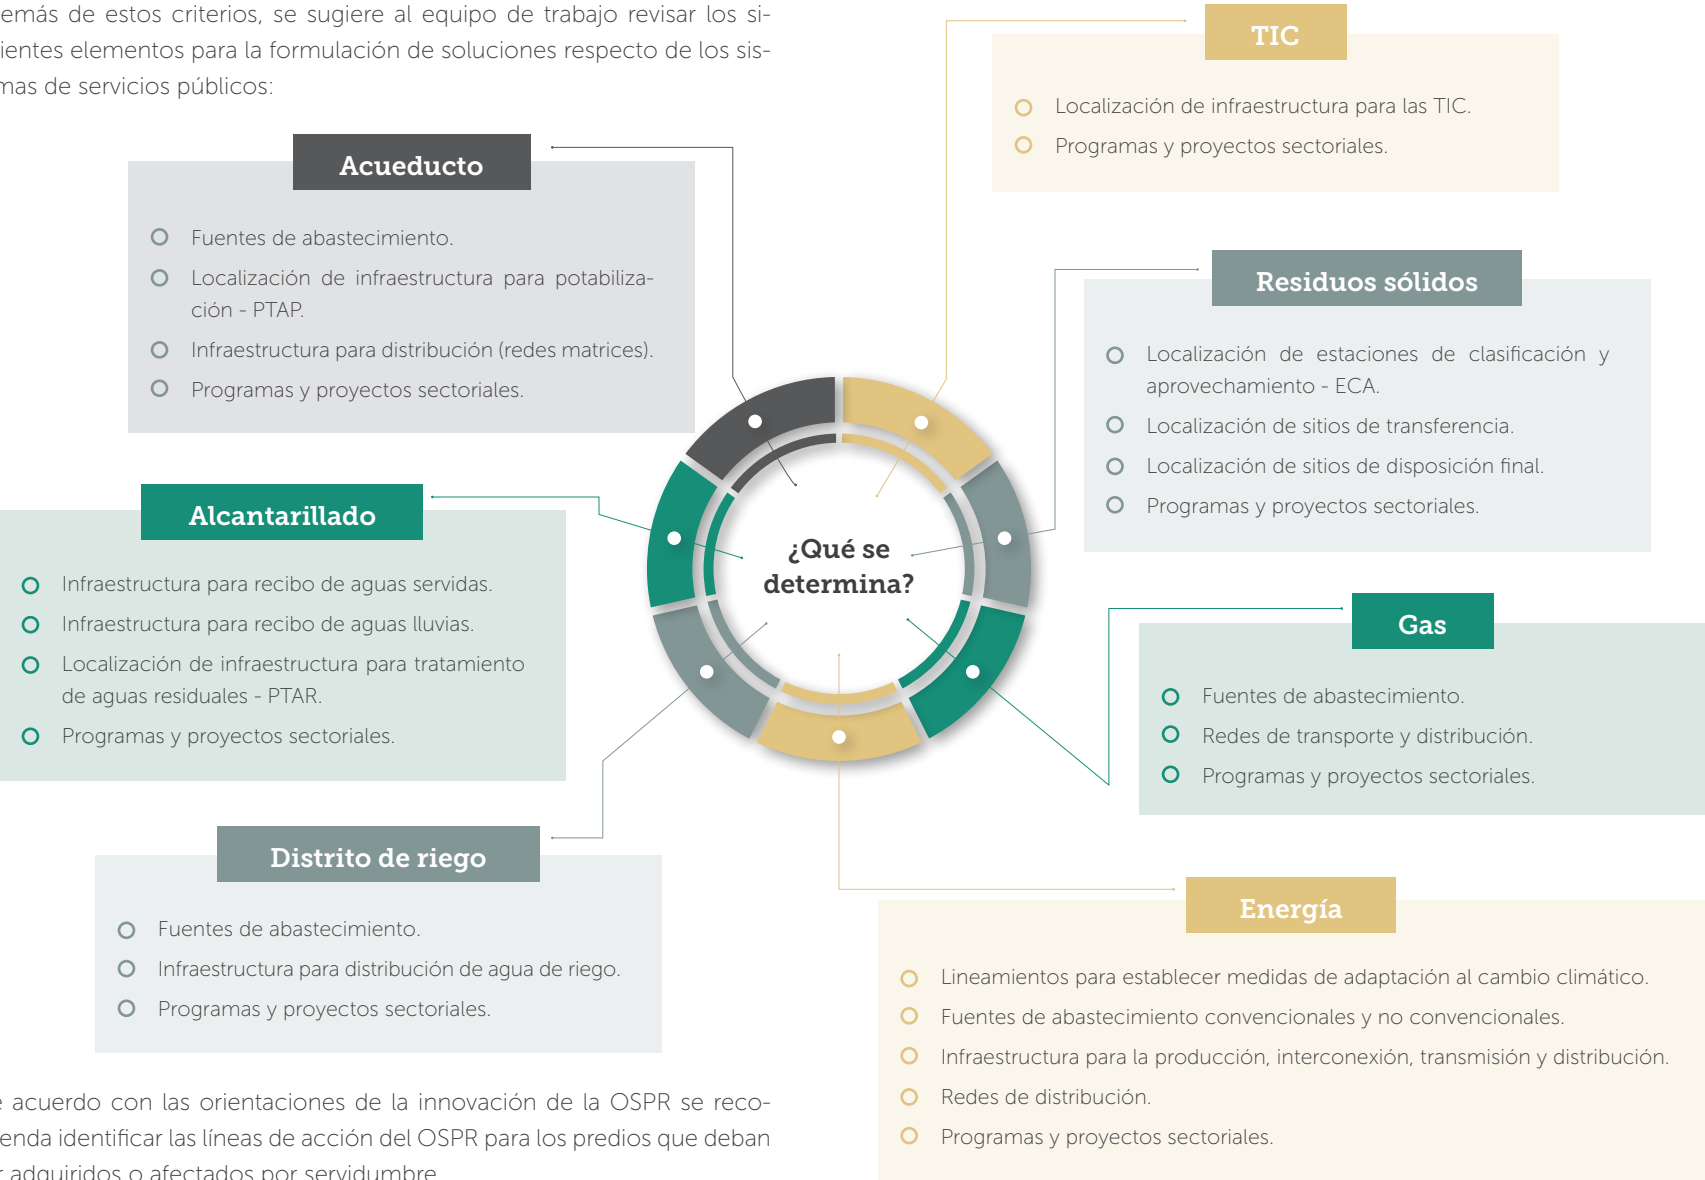 emás de estos criterios, se sugiere al equipo de trabajo revisar los si-
ientes elementos para la formulación de soluciones respecto de los sis-
mas de servicios públicos:
Acueducto
Fuentes de abastecimiento.
Localización de infraestructura para potabiliza-
ción - PTAP.
Infraestructura para distribución (redes matrices).
Programas y proyectos sectoriales.
Alcantarillado
Infraestructura para recibo de aguas servidas.
Infraestructura para recibo de aguas lluvias.
Localización de infraestructura para tratamiento
de aguas residuales - PTAR.
Programas y proyectos sectoriales.
Distrito de riego
Fuentes de abastecimiento.
Infraestructura para distribución de agua de riego.
Programas y proyectos sectoriales.
¿Qué se
determina?
TIC
Localización de infraestructura para las TIC.
Programas y proyectos sectoriales.
Residuos sólidos
Localización de estaciones de clasificación y
aprovechamiento - ECA.
Localización de sitios de transferencia.
Localización de sitios de disposición final.
Programas y proyectos sectoriales.
Gas
Fuentes de abastecimiento.
Redes de transporte y distribución.
Programas y proyectos sectoriales.
Energía
Lineamientos para establecer medidas de adaptación al cambio climático.
Fuentes de abastecimiento convencionales y no convencionales.
Infraestructura para la producción, interconexión, transmisión y distribución.
Redes de distribución.
Programas y proyectos sectoriales.
e acuerdo con las orientaciones de la innovación de la OSPR se reco-
ienda identificar las líneas de acción del OSPR para los predios que deban
r adquiridos o afectados por servidumbre